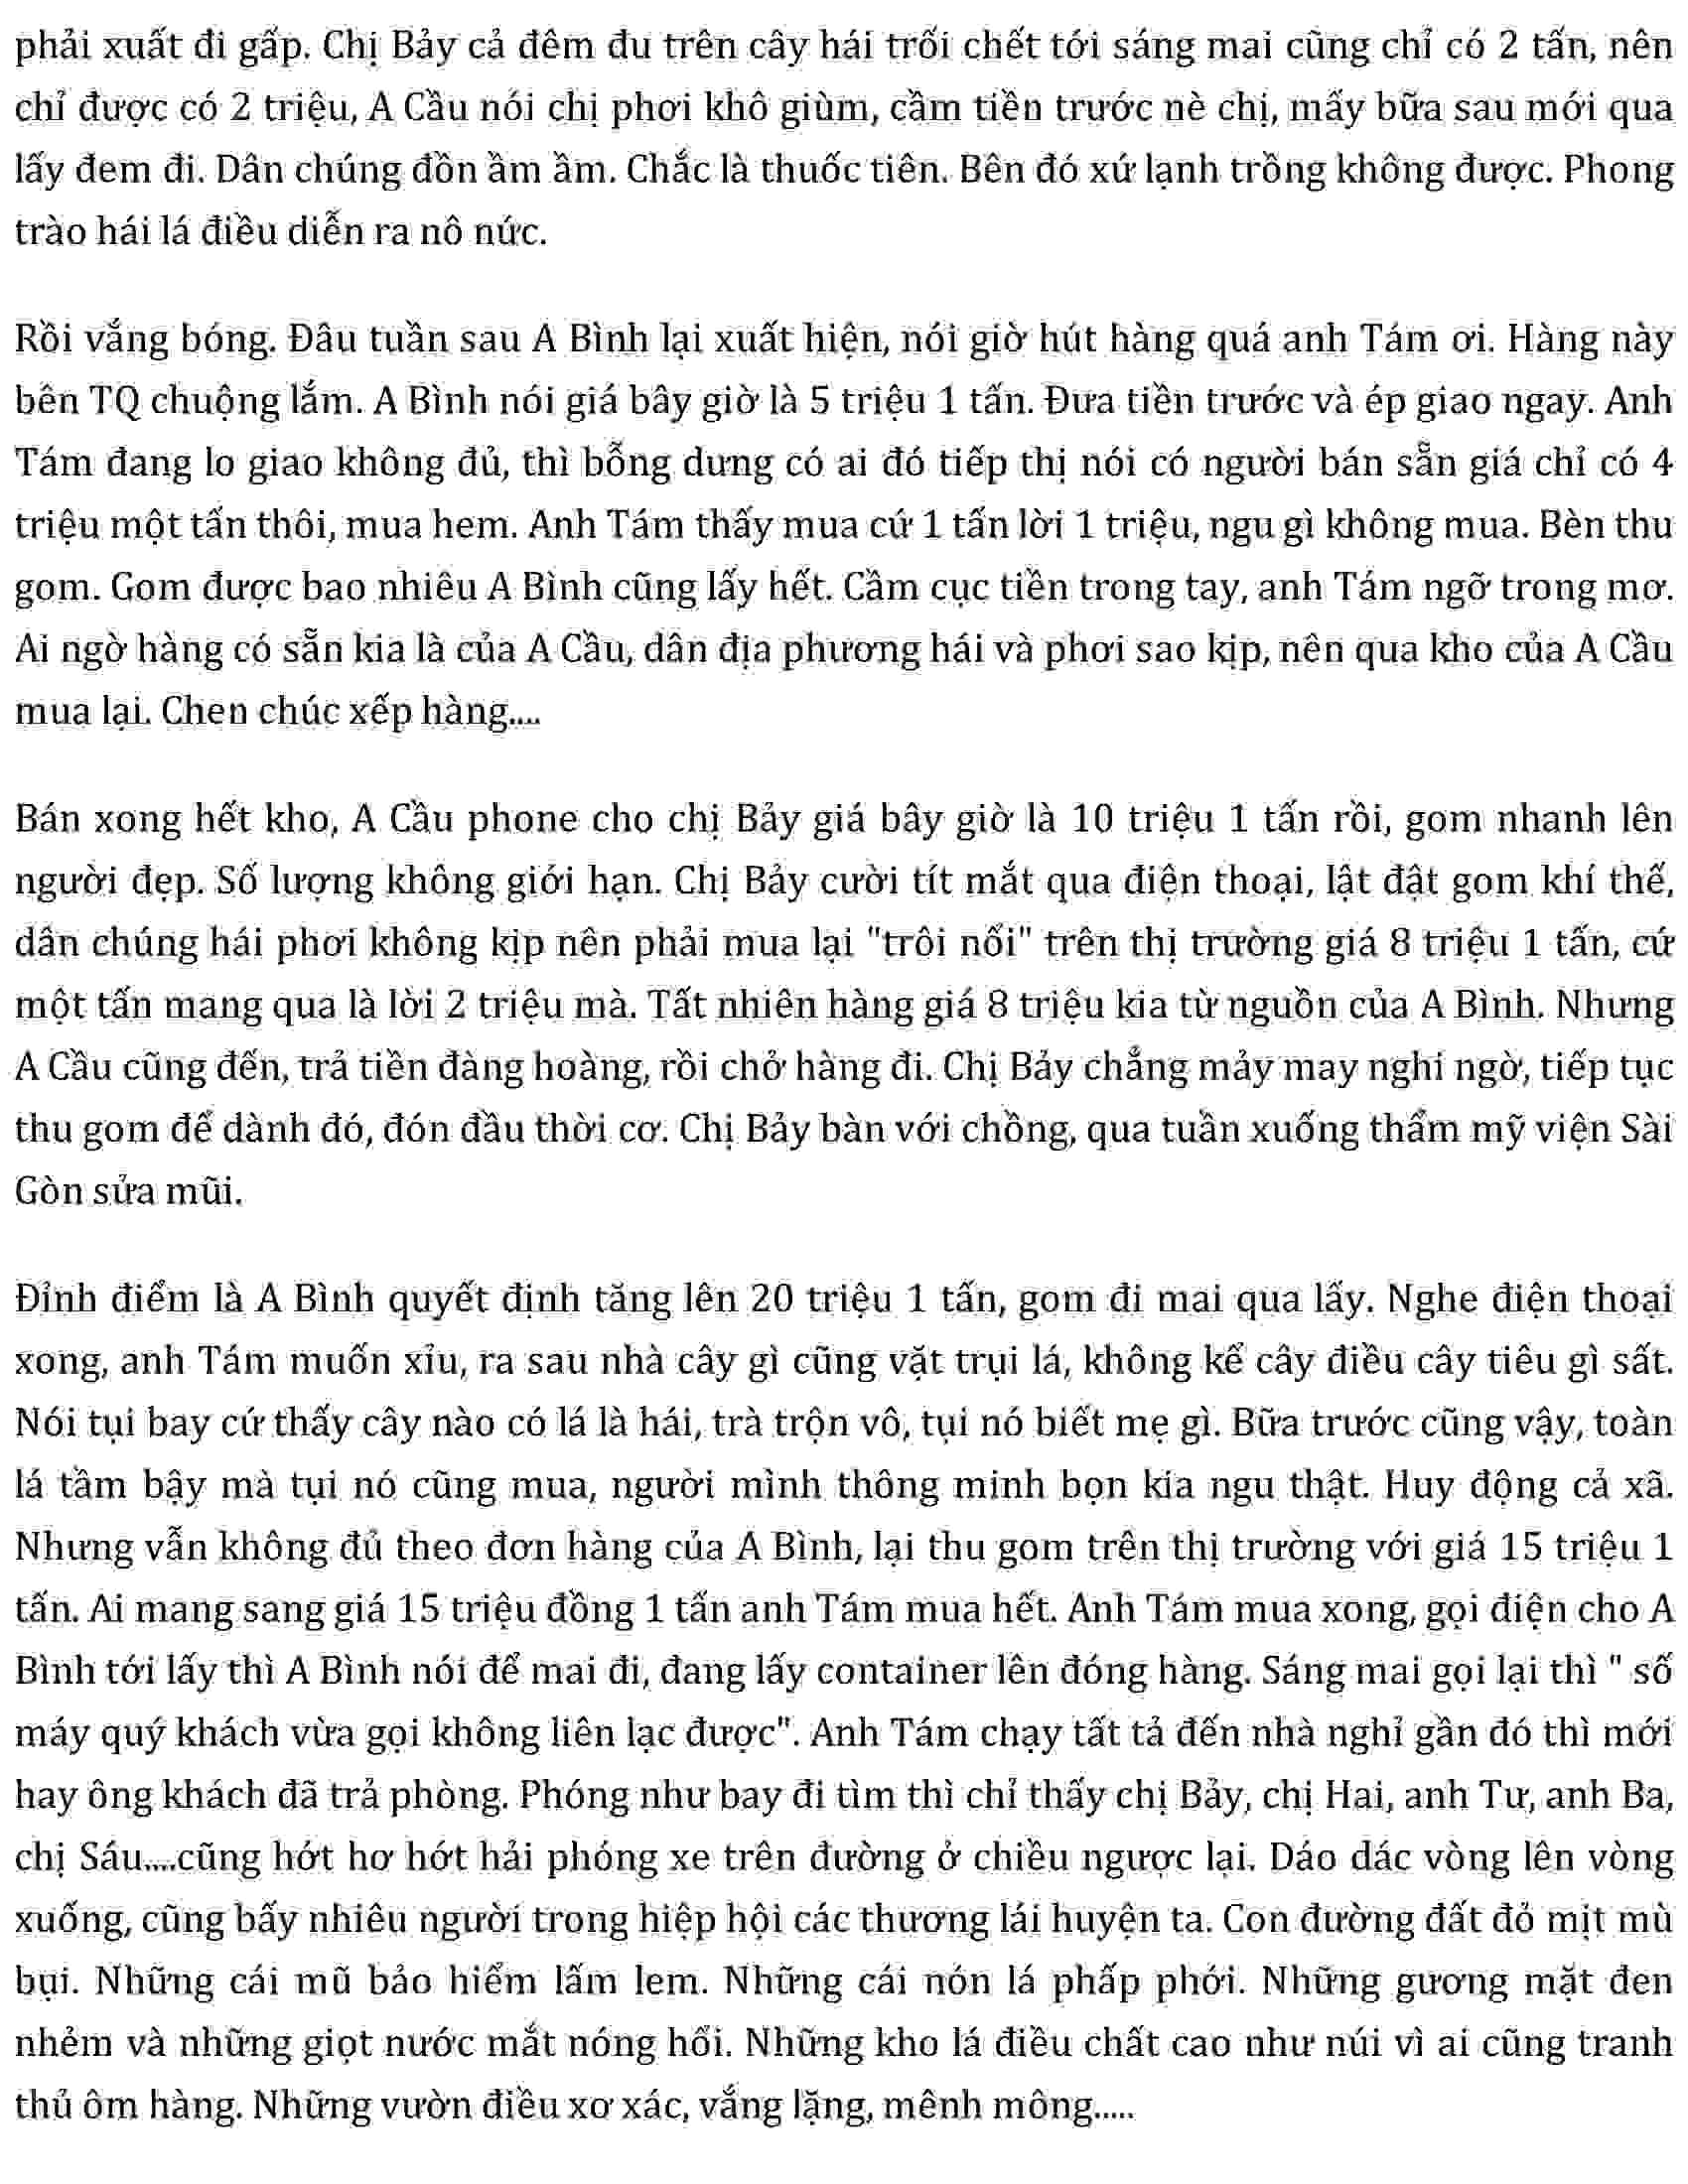 phải xuất đi gấp. Chị Bảy cả đêm đu trên cây hái trối chết tới sáng mai cũng chỉ có 2 tấn, nên
chỉ được có 2 triệu, A Cầu nói chị phơi khô giùm, cầm tiền trước nè chị, mấy bữa sau mới qua
lấy đem đi. Dân chúng đồn ầm ầm. Chắc là thuốc tiên. Bên đó xứ lạnh trồng không được. Phong
trào hái lá điều diễn ra nô nức.
Rồi vắng bóng. Đâu tuần sau A Bình lại xuất hiện, nói giờ hút hàng quá anh Tám ơi. Hàng này
bên TQ chuộng lắm. A Bình nói giá bây giờ là 5 triệu 1 tấn. Đưa tiền trước và ép giao ngay. Anh
Tám đang lo giao không đủ, thì bỗng dưng có ai đó tiếp thị nói có người bán sẵn giá chỉ có 4
triệu một tấn thôi, mua hem. Anh Tám thấy mua cứ 1 tấn lời 1 triệu, ngu gì không mua. Bèn thu
gom. Gom được bao nhiêu A Bình cũng lấy hết. Cầm cục tiền trong tay, anh Tám ngỡ trong mơ.
Ai ngờ hàng có sẵn kia là của A Cầu, dân địa phương hái và phơi sao kịp, nên qua kho của A Cầu
mua lại. Chen chúc xếp hàng....
Bán xong hết kho, A Cầu phone cho chị Bảy giá bây giờ là 10 triệu 1 tấn rồi, gom nhanh lên
người đẹp. Số lượng không giới hạn. Chị Bảy cười tít mắt qua điện thoại, lật đật gom khí thế,
dân chúng hái phơi không kịp nên phải mua lại "trôi nổi" trên thị trường giá 8 triệu 1 tấn, cứ
một tấn mang qua là lời 2 triệu mà. Tất nhiên hàng giá 8 triệu kia từ nguồn của A Bình. Nhưng
A Cầu cũng đến, trả tiền đàng hoàng, rồi chở hàng đi. Chị Bảy chẳng mảy may nghi ngờ, tiếp tục
thu gom để dành đó, đón đầu thời cơ. Chị Bảy bàn với chồng, qua tuần xuống thẩm mỹ viện Sài
Gòn sửa mũi.
Đỉnh điểm là A Bình quyết định tăng lên 20 triệu 1 tấn, gom đi mai qua lấy. Nghe điện thoại
xong, anh Tám muốn xỉu, ra sau nhà cây gì cũng vặt trụi lá, không kể cây điều cây tiêu gì sất.
Nói tụi bay cứ thấy cây nào có lá là hái, trà trộn vô, tụi nó biết mẹ gì. Bữa trước cũng vậy, toàn
lá tầm bậy mà tụi nó cũng mua, người mình thông minh bọn kia ngu thật. Huy động cả xã.
Nhưng vẫn không đủ theo đơn hàng của A Bình, lại thu gom trên thị trường với giá 15 triệu 1
tấn. Ai mang sang giá 15 triệu đồng 1 tấn anh Tám mua hết. Anh Tám mua xong, gọi điện cho A
Bình tới lấy thì A Bình nói để mai đi, đang lấy container lên đóng hàng. Sáng mai gọi lại thì " số
máy quý khách vừa gọi không liên lạc được". Anh Tám chạy tất tả đến nhà nghỉ gần đó thì mới
hay ông khách đã trả phòng. Phóng như bay đi tìm thì chỉ thấy chị Bảy, chị Hai, anh Tư, anh Ba,
chị Sáu....cũng hớt hơ hớt hải phóng xe trên đường ở chiều ngược lại. Dáo dác vòng lên vòng
xuống, cũng bấy nhiêu người trong hiệp hội các thương lái huyện ta. Con đường đất đỏ mịt mù
bụi. Những cái mũ bảo hiểm lấm lem. Những cái nón lá phấp phới. Những gương mặt đen
nhẻm và những giọt nước mắt nóng hổi. Những kho lá điều chất cao như núi vì ai cũng tranh
thủ ôm hàng. Những vườn điều xơ xác, vắng lặng, mênh mông.....